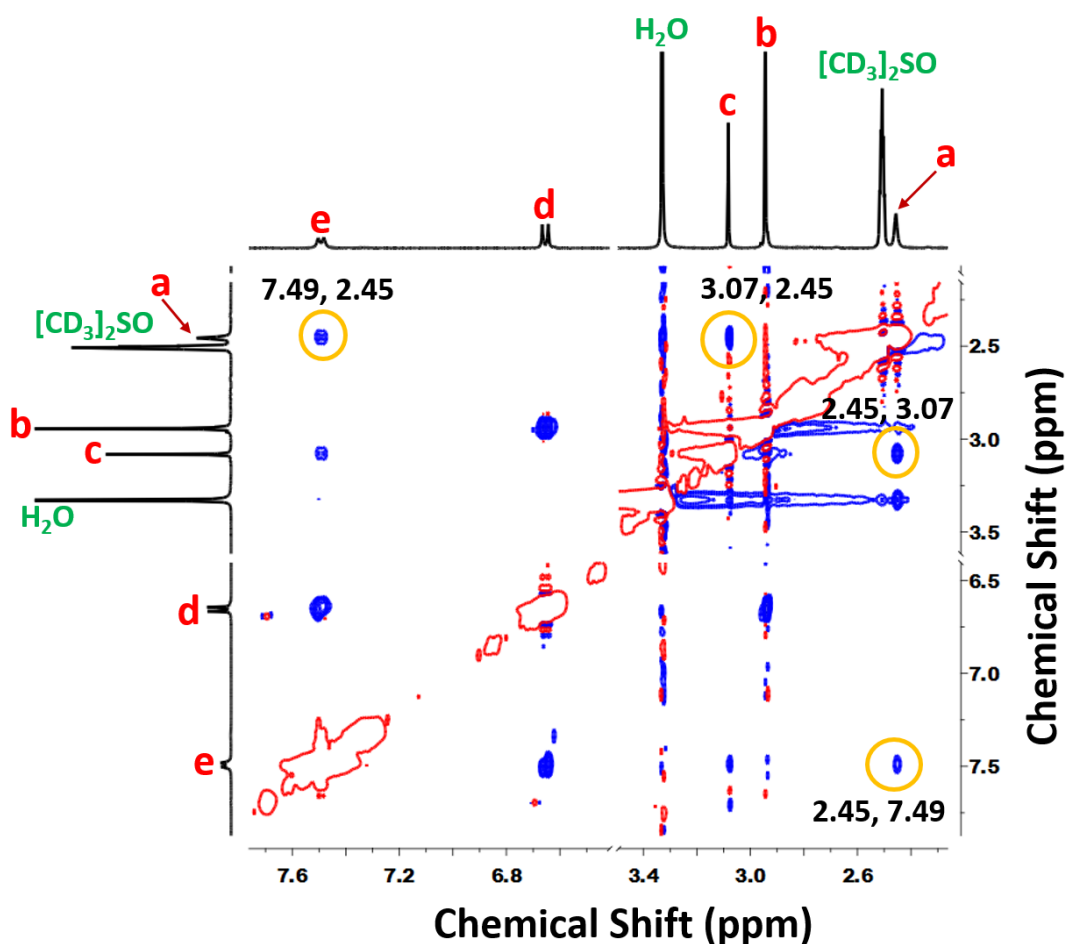 H₂O
b
[CD₃]₂SO
c
a
e
d
a
7.49, 2.45
3.07, 2.45
[CD₃]₂SO
2.5
2.45, 3.07
b
3.0
c
H₂O
3.5
6.5
d
7.0
e
7.5
2.45, 7.49
7.6
7.2
6.8
3.4
3.0
2.6
Chemical Shift (ppm)
Chemical Shift (ppm)